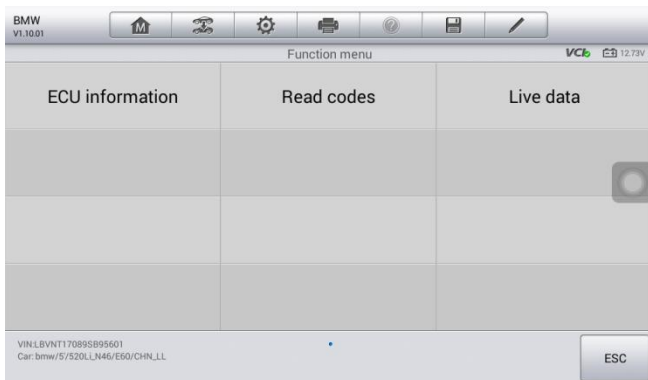 BMW
V1.10.01
M
Function menu
VCI
12.73V
ECU information
Read codes
Live data
VIN:LBVNT17089SB95601
Car: bmw/5'/520Li_N46/E60/CHN_LL
ESC